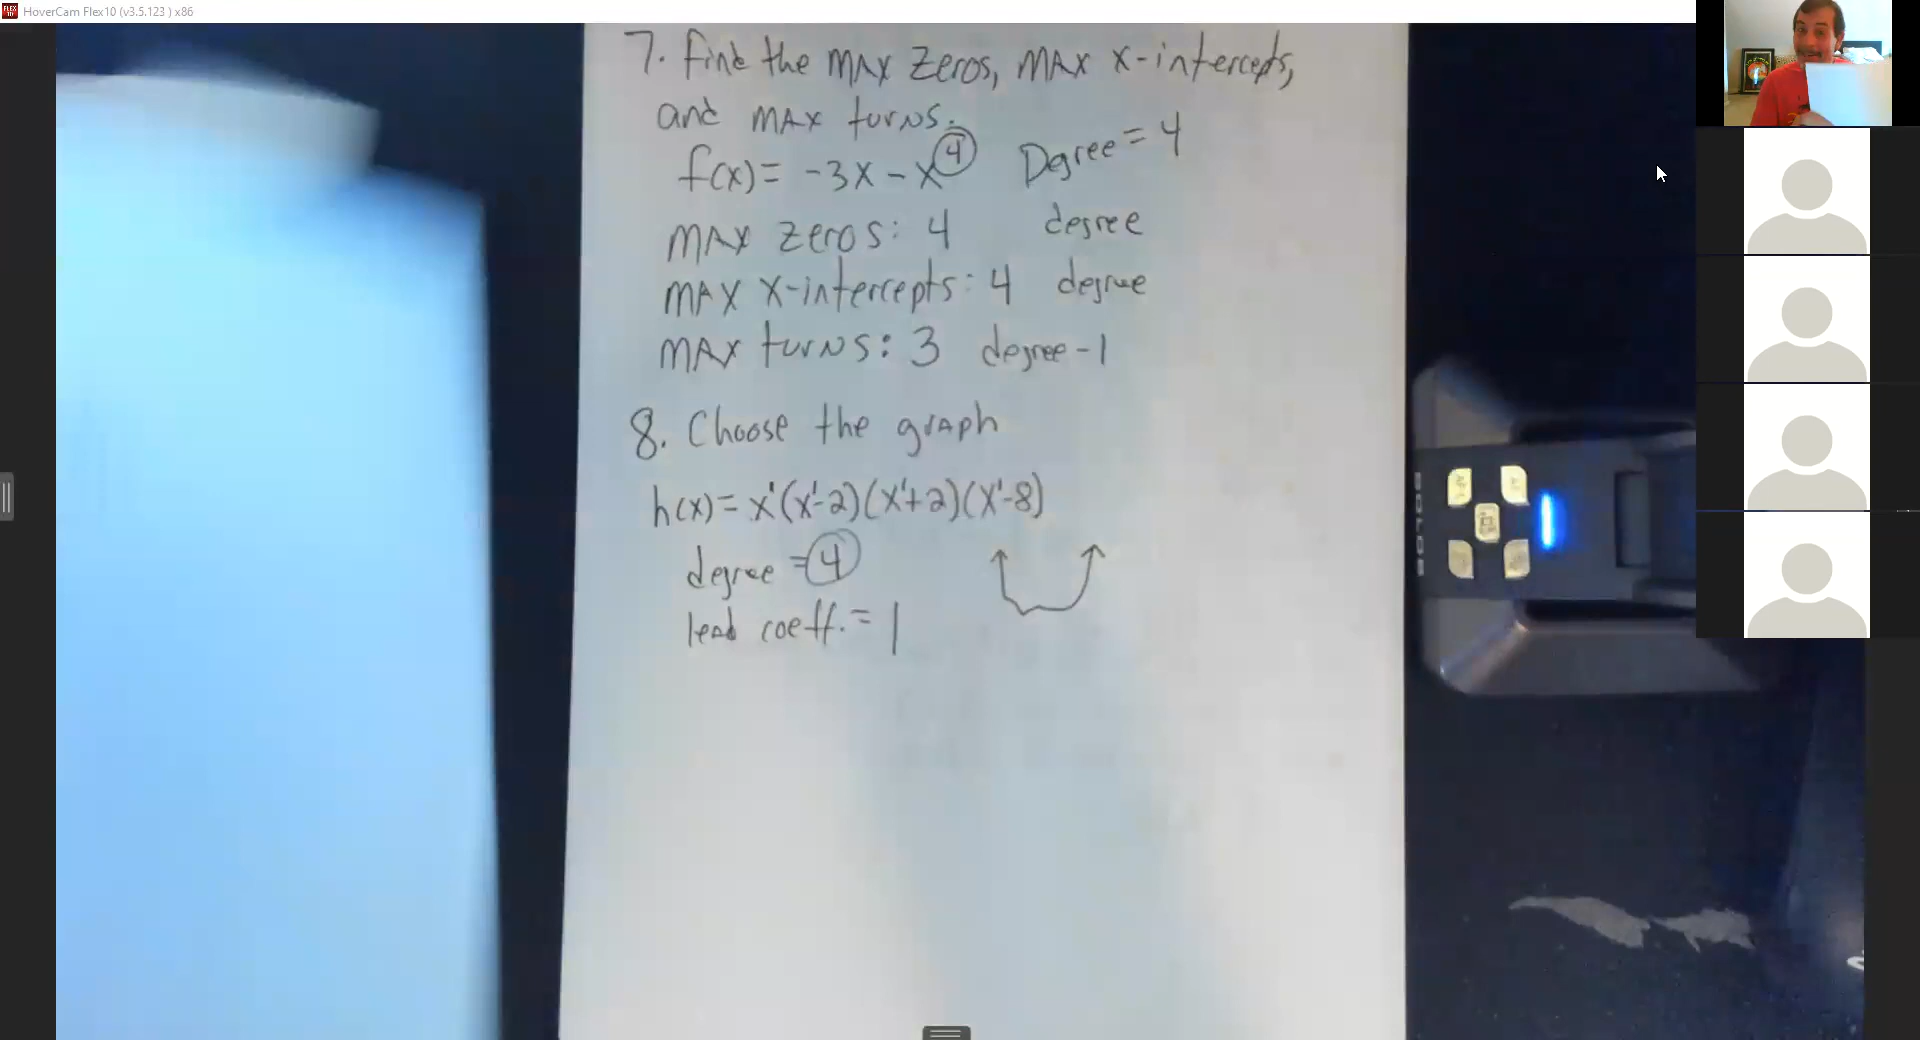 HoverCam Flex10 (v3.5.123 ) x86
7. Find the MAX Zeros, MAX x-intercepts,
and MAX turns.
f(x) = -3x - x⁴ Degree = 4
MAX zeros: 4 degree
MAX x-intercepts: 4 degree
MAX turns: 3 degree - 1
8. Choose the graph
h(x) = x¹(x¹-2)(x¹+2)(x¹-8)
degree = 4
lead coeff. = 1